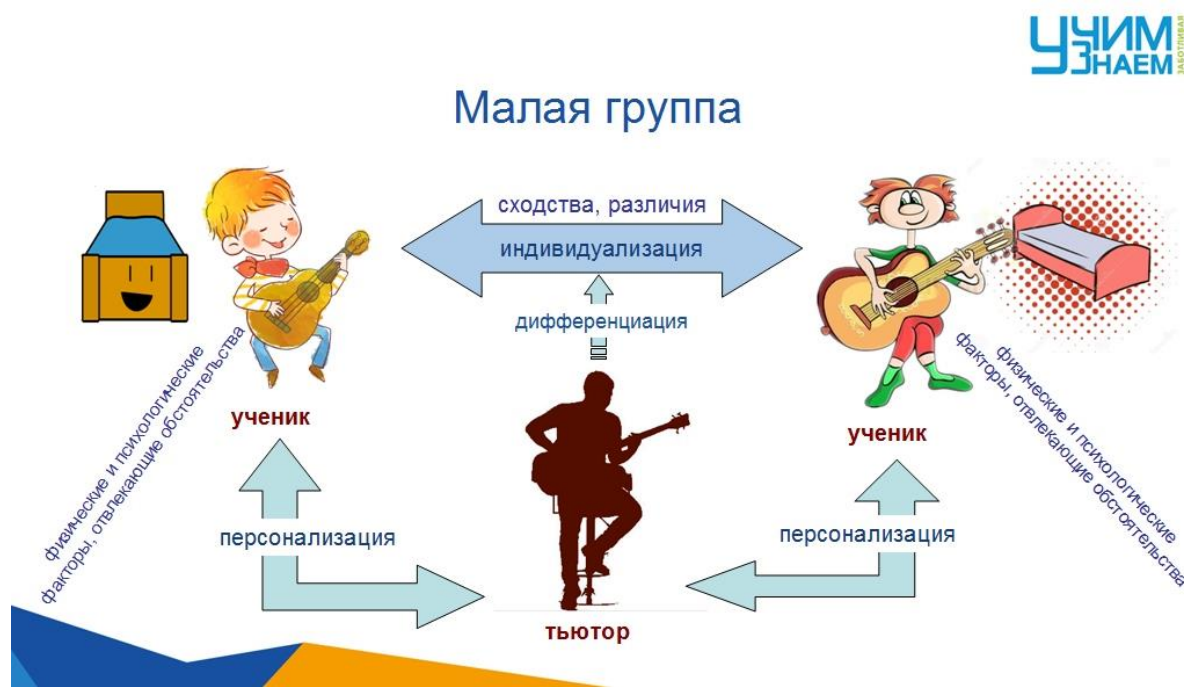 УЧИМ
ЗНАЕМ
ЗАБОТЛИВАЯ
Малая группа
сходства, различия
индивидуализация
дифференциация
физические и психологические
факторы, отвлекающие обстоятельства
ученик
ученик
физические и психологические
факторы, отвлекающие обстоятельства
персонализация
персонализация
тьютор